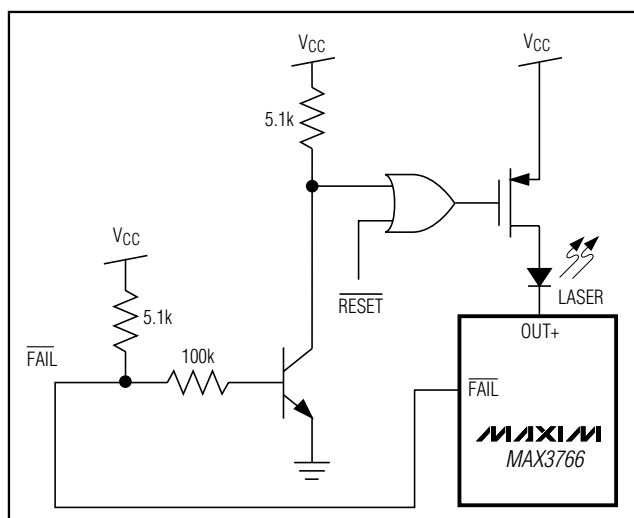 VCC
VCC
5.1k
VCC
5.1k
RESET
LASER
OUT+
FAIL
100k
FAIL
MAXIM
MAX3766